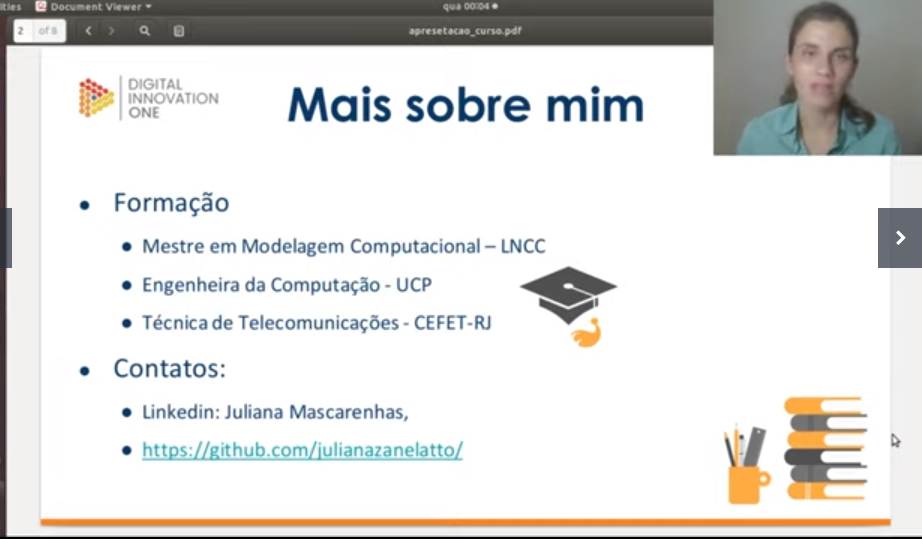 ities Document Viewer
qua 00:04
2 of 8
apresetacao_curso.pdf
DIGITAL
INNOVATION
ONE
Mais sobre mim
Formação
Mestre em Modelagem Computacional – LNCC
Engenheira da Computação - UCP
Técnica de Telecomunicações - CEFET-RJ
Contatos:
Linkedin: Juliana Mascarenhas,
https://github.com/julianazanelatto/